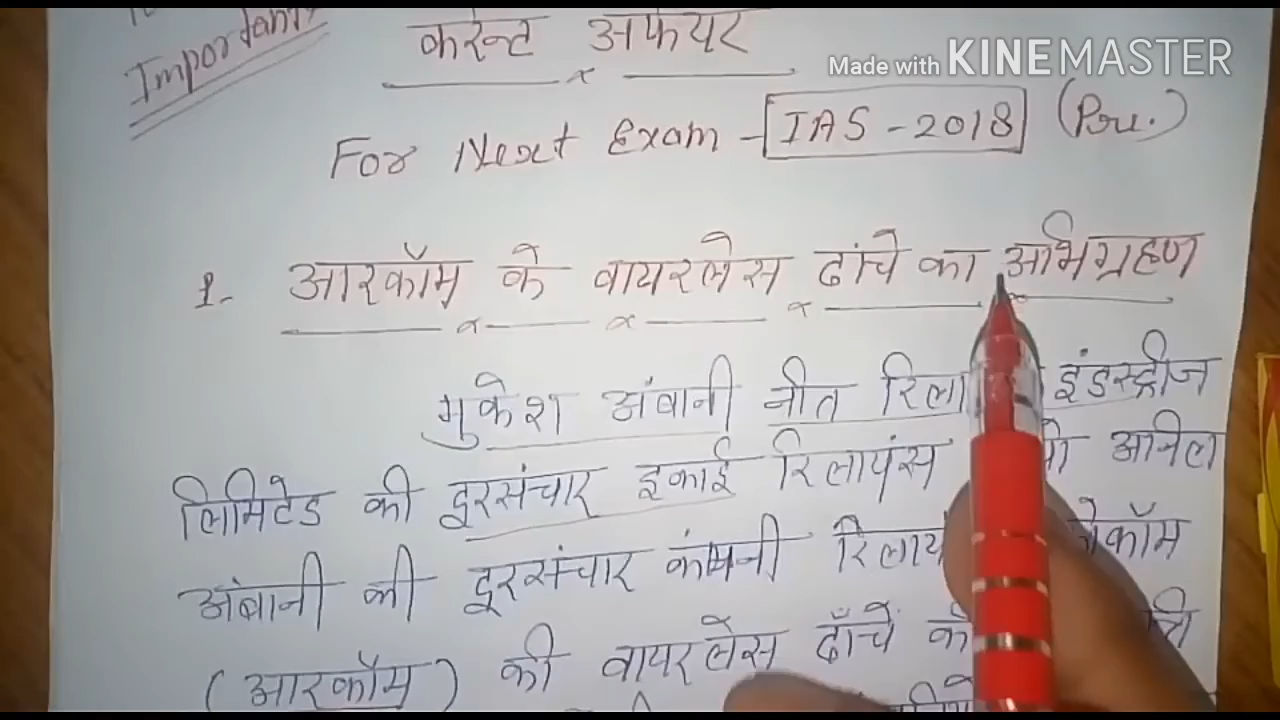 Important
करेन्ट अफेयर
Made with KINEMASTER
For Next Exam - IAS - 2018 (Pre.)
1- आरकॉम के वायरलेस ढांचे का अभिग्रहण
मुकेश अंबानी नीत इंडस्ट्रीज
लिमिटेड की दूरसंचार इकाई रिलायंस अनिल
अंबानी की दूरसंचार कंपनी
(आरकॉम) की वायरलेस ढाँचे